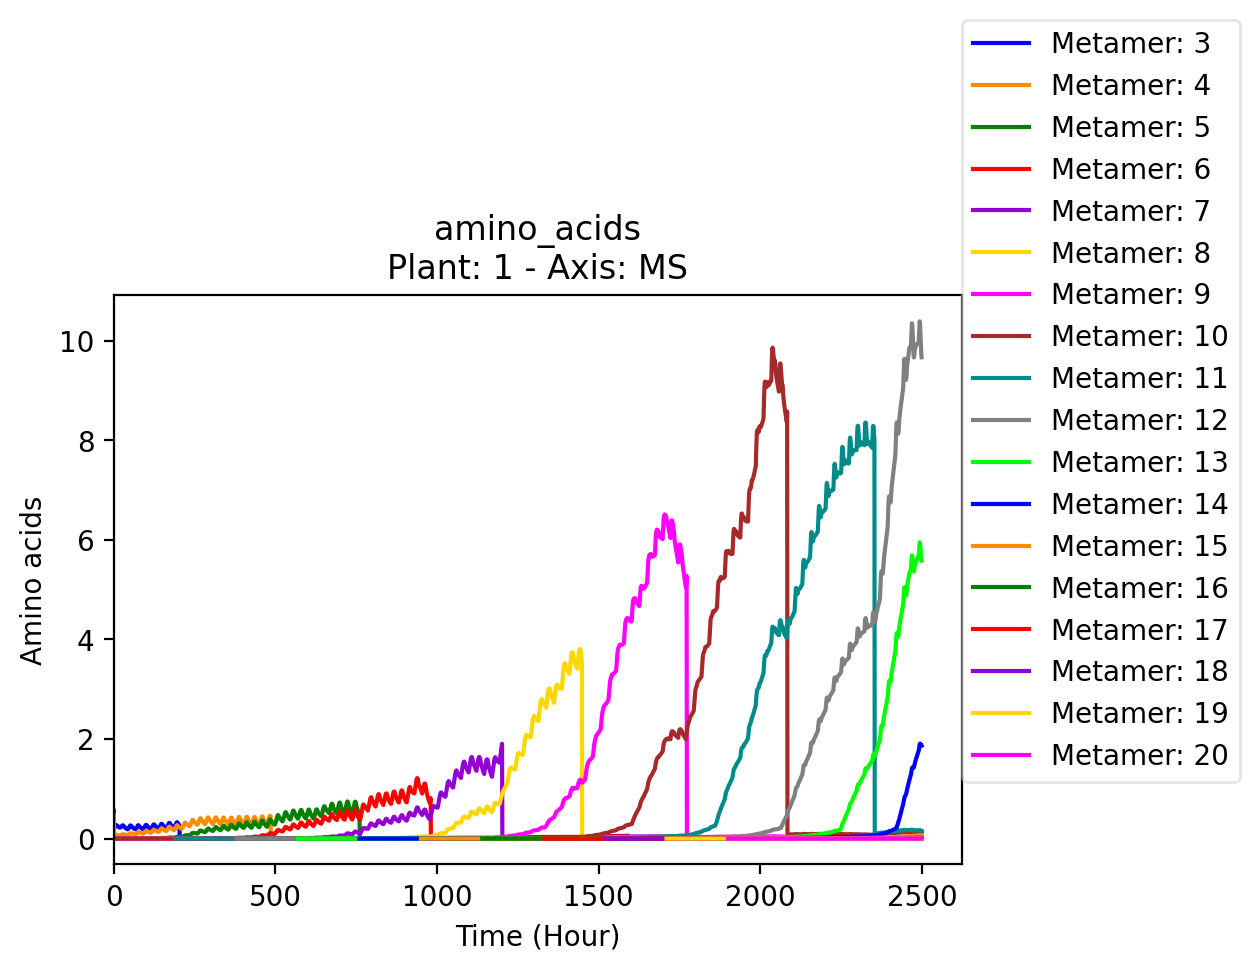 amino_acids
Plant: 1 - Axis: MS
Amino acids
10
8
6
4
2
0
0 500 1000 1500 2000 2500
Time (Hour)
Metamer: 3
Metamer: 4
Metamer: 5
Metamer: 6
Metamer: 7
Metamer: 8
Metamer: 9
Metamer: 10
Metamer: 11
Metamer: 12
Metamer: 13
Metamer: 14
Metamer: 15
Metamer: 16
Metamer: 17
Metamer: 18
Metamer: 19
Metamer: 20